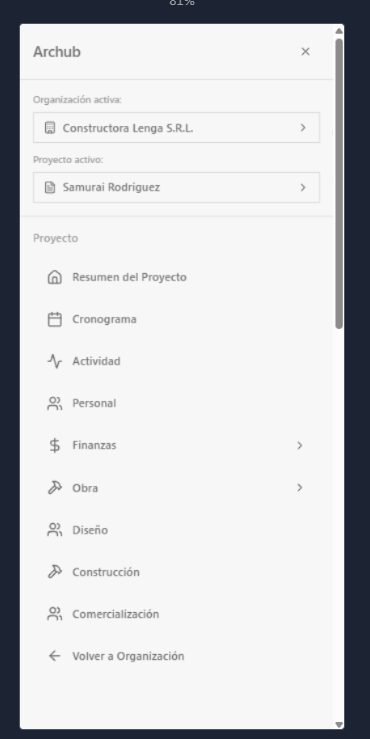 81%
Archub
Organización activa:
Constructora Lenga S.R.L.
Proyecto activo:
Samurai Rodriguez
Proyecto
Resumen del Proyecto
Cronograma
Actividad
Personal
Finanzas
Obra
Diseño
Construcción
Comercialización
Volver a Organización